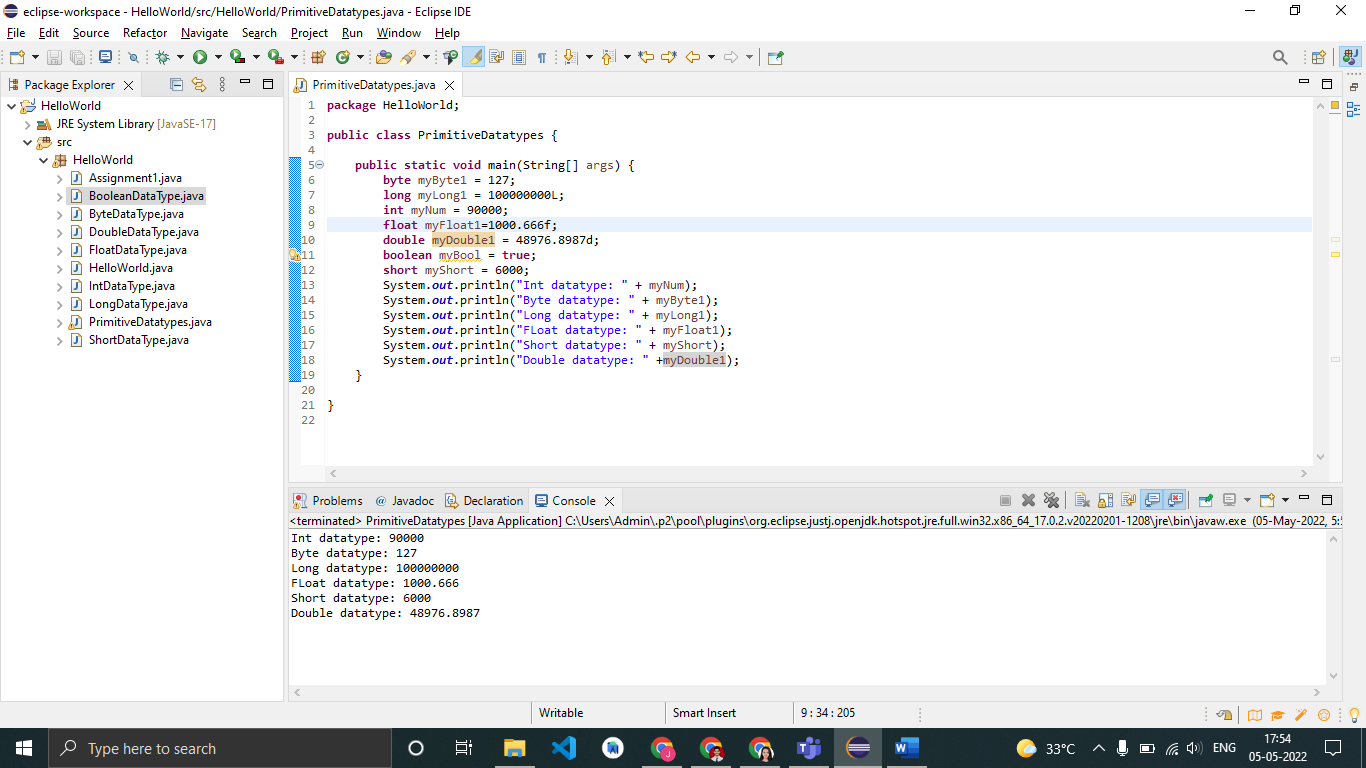 eclipse-workspace - HelloWorld/src/HelloWorld/PrimitiveDatatypes.java - Eclipse IDE
File Edit Source Refactor Navigate Search Project Run Window Help
Package Explorer
HelloWorld
JRE System Library [JavaSE-17]
src
HelloWorld
Assignment1.java
BooleanDataType.java
ByteDataType.java
DoubleDataType.java
FloatDataType.java
HelloWorld.java
IntDataType.java
LongDataType.java
PrimitiveDatatypes.java
ShortDataType.java
PrimitiveDatatypes.java
1 package HelloWorld;
2
3 public class PrimitiveDatatypes {
4
5 public static void main(String[] args) {
6 byte myByte1 = 127;
7 long myLong1 = 100000000L;
8 int myNum = 90000;
9 float myFloat1=1000.666f;
10 double myDouble1 = 48976.8987d;
11 boolean myBool = true;
12 short myShort = 6000;
13 System.out.println("Int datatype: " + myNum);
14 System.out.println("Byte datatype: " + myByte1);
15 System.out.println("Long datatype: " + myLong1);
16 System.out.println("FLoat datatype: " + myFloat1);
17 System.out.println("Short datatype: " + myShort);
18 System.out.println("Double datatype: " +myDouble1);
19 }
20
21 }
22
Problems @ Javadoc Declaration Console
<terminated> PrimitiveDatatypes [Java Application] C:\Users\Admin\.p2\pool\plugins\org.eclipse.justj.openjdk.hotspot.jre.full.win32.x86_64_17.0.2.v20220201-1208\jre\bin\javaw.exe (05-May-2022, 5:5
Int datatype: 90000
Byte datatype: 127
Long datatype: 100000000
FLoat datatype: 1000.666
Short datatype: 6000
Double datatype: 48976.8987
Writable Smart Insert 9 : 34 : 205
Type here to search
33°C ENG
17:54
05-05-2022